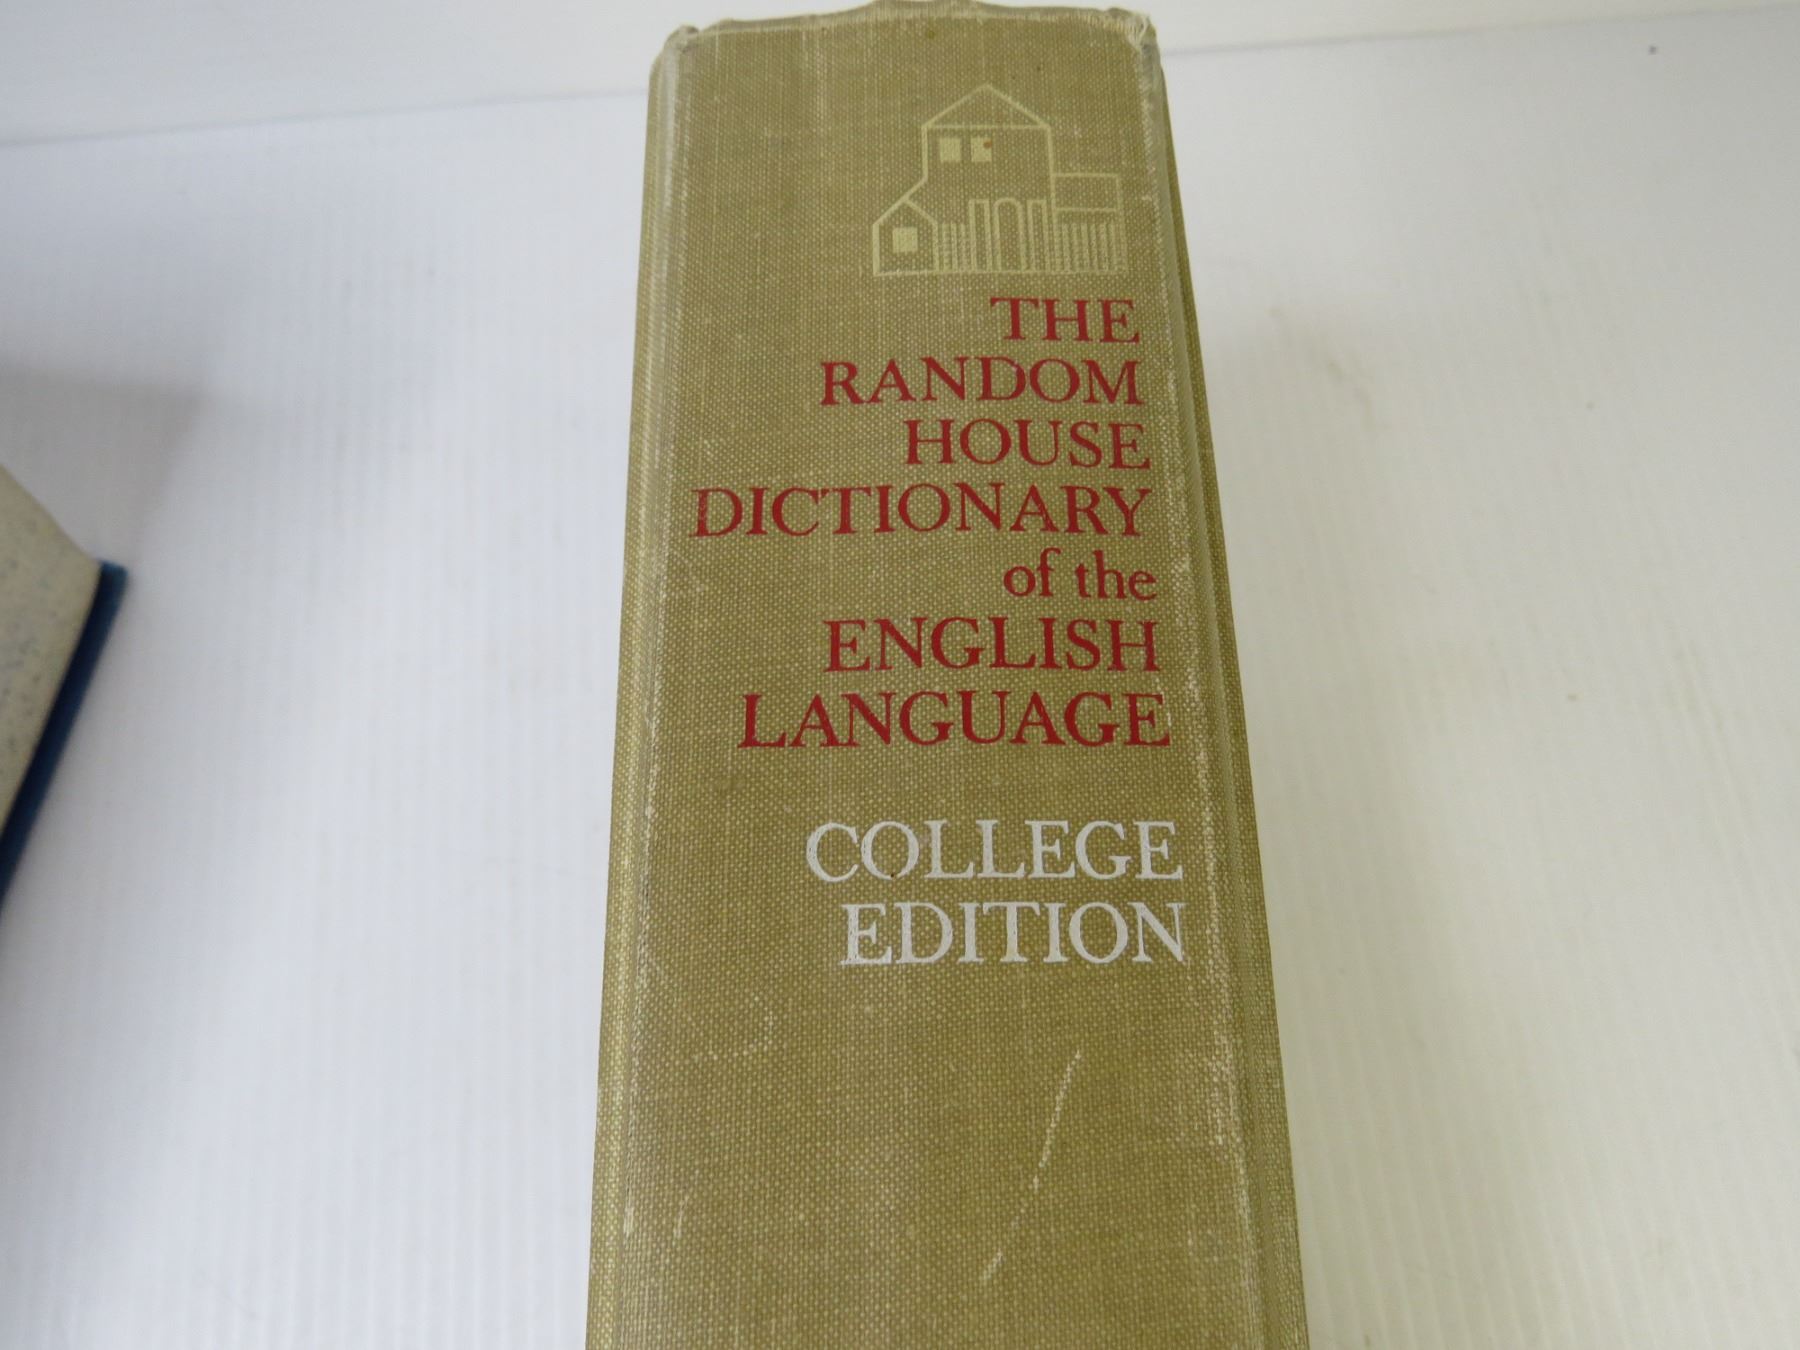 THE
RANDOM
HOUSE
DICTIONARY
of the
ENGLISH
LANGUAGE
COLLEGE
EDITION